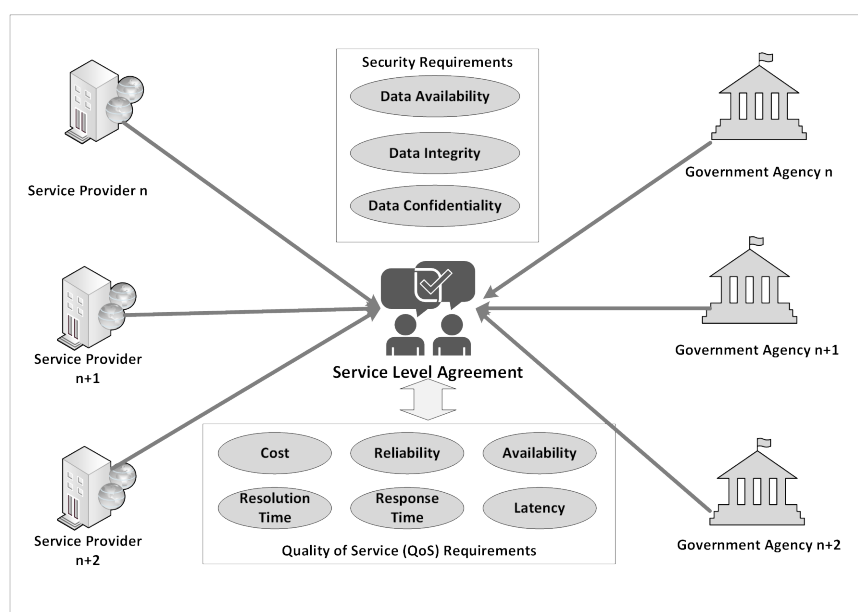 Security Requirements
Data Availability
Data Integrity
Data Confidentiality
Service Provider n
Government Agency n
Service Provider
n+1
Government Agency n+1
Service Level Agreement
Cost
Reliability
Availability
Resolution
Time
Response
Time
Latency
Quality of Service (QoS) Requirements
Service Provider
n+2
Government Agency n+2